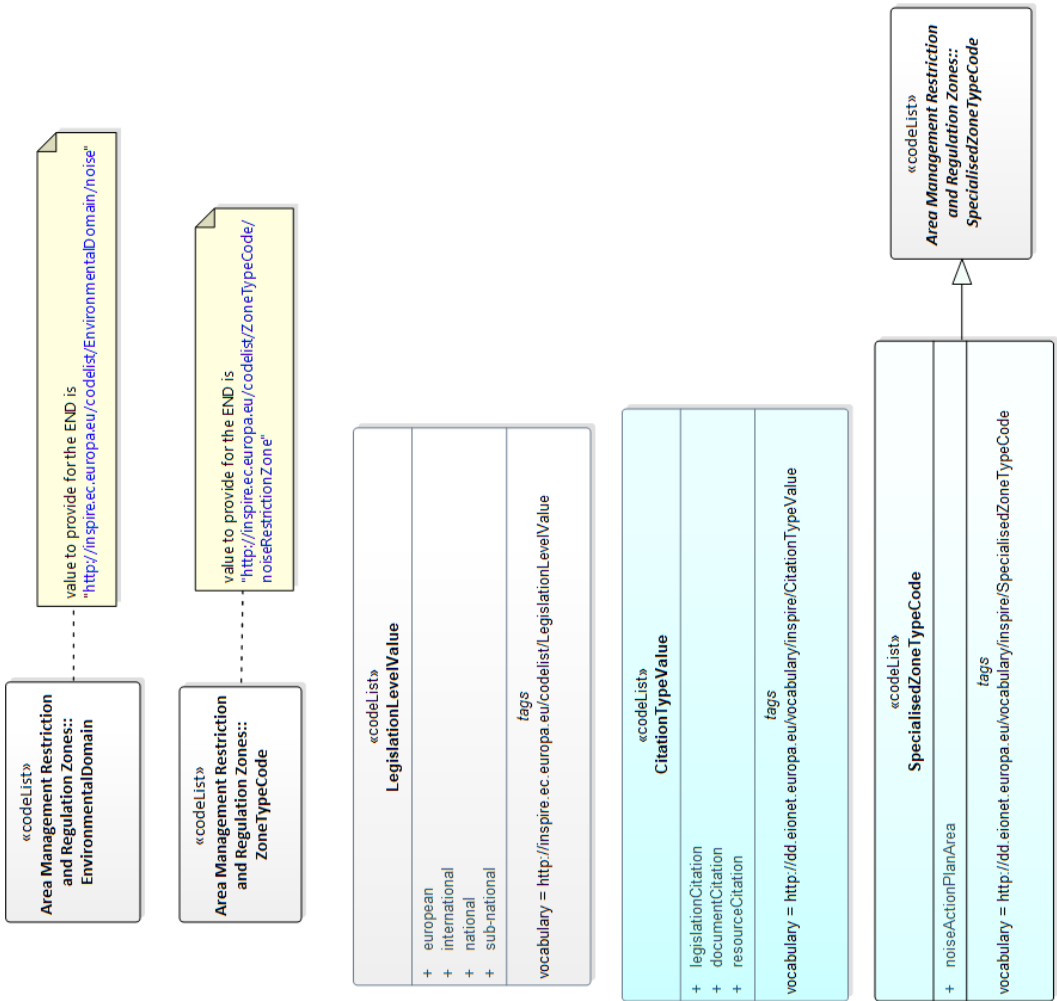 «codeList»
Area Management Restriction
and Regulation Zones::
EnvironmentalDomain
value to provide for the END is
"http://inspire.ec.europa.eu/codelist/EnvironmentalDomain/noise"
«codeList»
Area Management Restriction
and Regulation Zones::
ZoneTypeCode
value to provide for the END is
"http://inspire.ec.europa.eu/codelist/ZoneTypeCode/
noiseRestrictionZone"
«codeList»
LegislationLevelValue
+ european
+ international
+ national
+ sub-national
tags
vocabulary = http://inspire.ec.europa.eu/codelist/LegislationLevelValue
«codeList»
CitationTypeValue
+ legislationCitation
+ documentCitation
+ resourceCitation
tags
vocabulary = http://dd.eionet.europa.eu/vocabulary/inspire/CitationTypeValue
«codeList»
SpecialisedZoneTypeCode
+ noiseActionPlanArea
tags
vocabulary = http://dd.eionet.europa.eu/vocabulary/inspire/SpecialisedZoneTypeCode
«codeList»
Area Management Restriction
and Regulation Zones::
SpecialisedZoneTypeCode